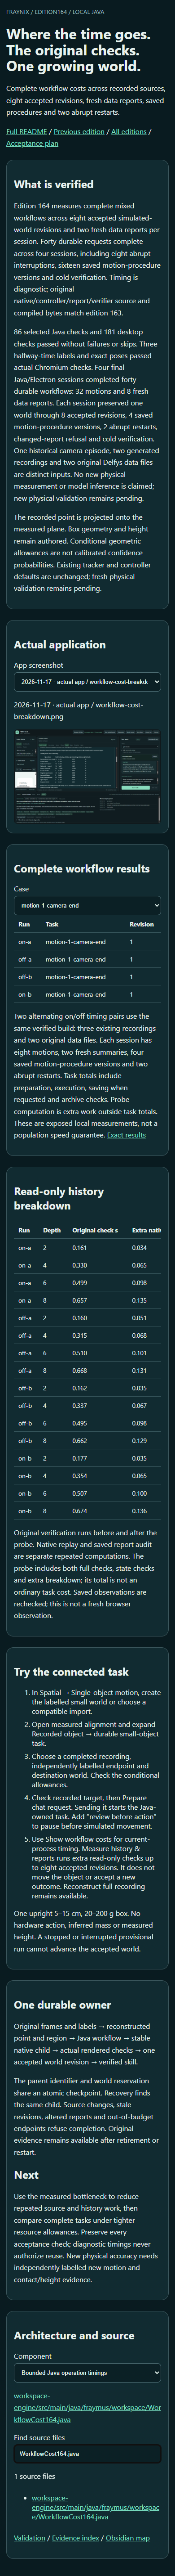 FRAYNIX / EDITION164 / LOCAL JAVA
Where the time goes.
The original checks.
One growing world.
Complete workflow costs across recorded sources,
eight accepted revisions, fresh data reports, saved
procedures and two abrupt restarts.
Full README / Previous edition / All editions /
Acceptance plan
What is verified
Edition 164 measures complete mixed
workflows across eight accepted simulated-
world revisions and two fresh data reports per
session. Forty durable requests complete
across four sessions, including eight abrupt
interruptions, sixteen saved motion-procedure
versions and cold verification. Timing is
diagnostic; original
native/controller/report/verifier source and
compiled bytes match edition 163.
86 selected Java checks and 181 desktop
checks passed without failures or skips. Three
halfway-time labels and exact poses passed
actual Chromium checks. Four final
Java/Electron sessions completed forty
durable workflows: 32 motions and 8 fresh
data reports. Each session preserved one
world through 8 accepted revisions, 4 saved
motion-procedure versions, 2 abrupt restarts,
changed-report refusal and cold verification.
One historical camera episode, two generated
recordings and two original Delfys data files
are distinct inputs. No new physical
measurement or model inference is claimed;
new physical validation remains pending.
The recorded point is projected onto the
measured plane. Box geometry and height
remain authored. Conditional geometric
allowances are not calibrated confidence
probabilities. Existing tracker and controller
defaults are unchanged; fresh physical
validation remains pending.
Actual application
App screenshot
2026-11-17 · actual app / workflow-cost-breakdo
2026-11-17 · actual app / workflow-cost-
breakdown.png
Complete workflow results
Case
motion-1-camera-end
Run Task Revision
on-a motion-1-camera-end 1
off-a motion-1-camera-end 1
off-b motion-1-camera-end 1
on-b motion-1-camera-end 1
Two alternating on/off timing pairs use the
same verified build: three existing recordings
and two original data files. Each session has
eight motions, two fresh summaries, four
saved motion-procedure versions and two
abrupt restarts. Task totals include
preparation, execution, saving when
requested and archive checks. Probe
computation is extra work outside task totals.
These are exposed local measurements, not a
population speed guarantee. Exact results
Read-only history
breakdown
Run Depth Original check s Extra nativ
on-a 2 0.161 0.034
on-a 4 0.330 0.065
on-a 6 0.499 0.098
on-a 8 0.657 0.135
off-a 2 0.160 0.051
off-a 4 0.315 0.068
off-a 6 0.510 0.101
off-a 8 0.668 0.131
off-b 2 0.162 0.035
off-b 4 0.337 0.067
off-b 6 0.495 0.098
off-b 8 0.662 0.129
on-b 2 0.177 0.035
on-b 4 0.354 0.065
on-b 6 0.507 0.100
on-b 8 0.674 0.136
Original verification runs before and after the
probe. Native replay and saved report audit
are separate repeated computations. The
probe includes both full checks, state checks
and extra breakdown; its total is not an
ordinary task cost. Saved observations are
rechecked; this is not a fresh browser
observation.
Try the connected task
1. In Spatial → Single-object motion, create
the labelled small world or choose a
compatible import.
2. Open measured alignment and expand
Recorded object → durable small-object
task.
3. Choose a completed recording,
independently labelled endpoint and
destination world. Check the conditional
allowances.
4. Check recorded target, then Prepare
chat request. Sending it starts the Java-
owned task. Add "review before action"
to pause before simulated movement.
5. Use Show workflow costs for current-
process timing. Measure history &
reports runs extra read-only checks up
to eight accepted revisions. It does not
move the object or accept a new
outcome. Reconstruct full recording
remains available.
One upright 5–15 cm, 20–200 g box. No
hardware action, inferred mass or measured
height. A stopped or interrupted provisional
run cannot advance the accepted world.
One durable owner
Original frames and labels → reconstructed
point and region → Java workflow → stable
native child → actual rendered checks → one
accepted world revision → verified skill.
The parent identifier and world reservation
share an atomic checkpoint. Recovery finds
the same child. Source changes, stale
revisions, altered reports and out-of-budget
endpoints refuse completion. Original
evidence remains available after retirement or
restart.
Next
Use the measured bottleneck to reduce
repeated source and history work, then
compare complete tasks under tighter
resource allowances. Preserve every
acceptance check; diagnostic timings never
authorize reuse. New physical accuracy needs
independently labelled new motion and
contact/height evidence.
Architecture and source
Component
Bounded Java operation timings
workspace-
engine/src/main/java/fraymus/workspace/Wor
kflowCost164.java
Find source files
WorkflowCost164.java
1 source files
workspace-
engine/src/main/java/fraymus/workspac
e/WorkflowCost164.java
Validation / Evidence index / Obsidian map